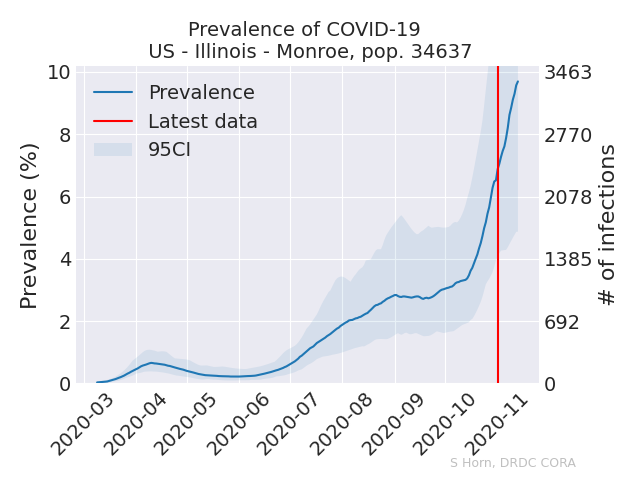 Prevalence of COVID-19
US - Illinois - Monroe, pop. 34637
Prevalence
Latest data
95CI
Prevalence (%)
10
8
6
4
2
0
# of infections
3463
2770
2078
1385
692
0
2020-03
2020-04
2020-05
2020-06
2020-07
2020-08
2020-09
2020-10
2020-11
S Horn, DRDC CORA